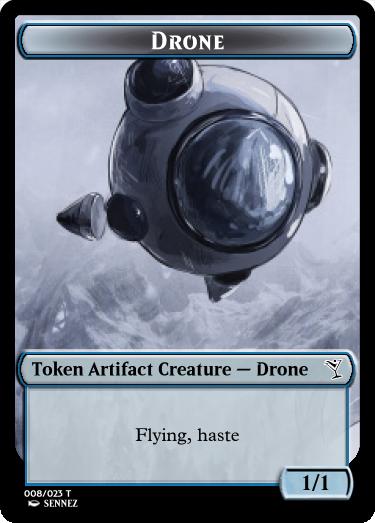 Drone
Token Artifact Creature — Drone
Flying, haste
1/1
008/023 T
SENNEZ